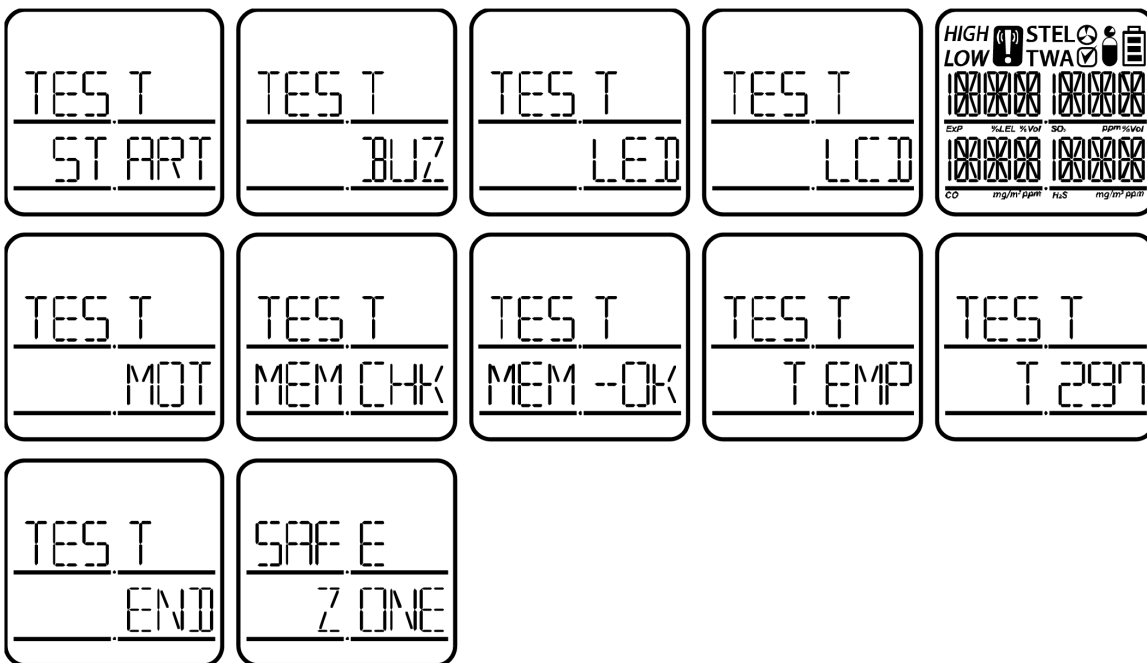 TEST
START
TEST
BUZ
TEST
LED
TEST
LCD
HIGH STEL
LOW TWA
ExP %LEL %Vol SO₂ ppm %Vol
CO mg/m³ ppm H₂S mg/m³ ppm
TEST
MOT
TEST
MEM CHK
TEST
MEM -OK
TEST
TEMP
TEST
T 297
TEST
END
SAFE
ZONE